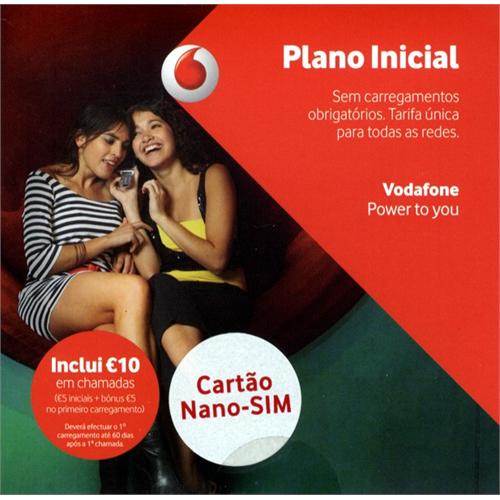 Plano Inicial
Sem carregamentos
obrigatórios. Tarifa única
para todas as redes.
Vodafone
Power to you
Inclui €10
em chamadas
(€5 iniciais + bónus €5
no primeiro carregamento)
Deverá efectuar o 1º
carregamento até 60 dias
após a 1ª chamada.
Cartão
Nano-SIM